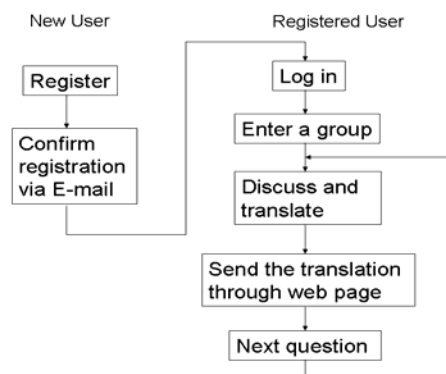 New User
Register
Confirm
registration
via E-mail
Registered User
Log in
Enter a group
Discuss and
translate
Send the translation
through web page
Next question